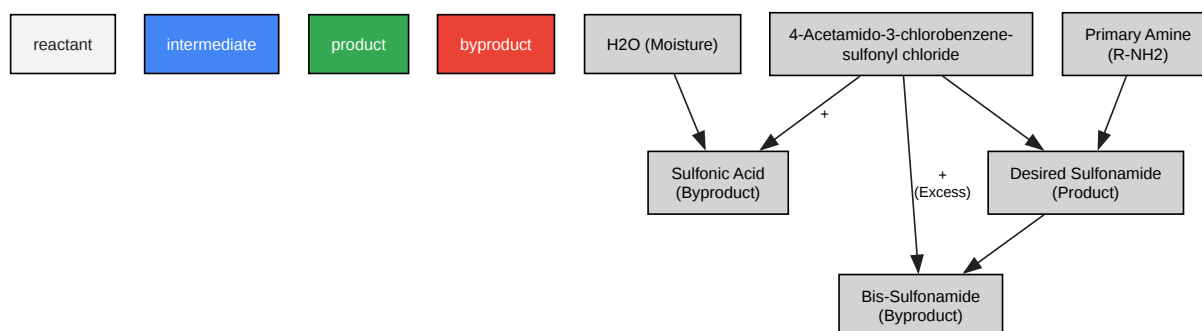 reactant
intermediate
product
byproduct
H2O (Moisture)
4-Acetamido-3-chlorobenzene-
sulfonyl chloride
Primary Amine
(R-NH2)
+
Sulfonic Acid
(Byproduct)
+
(Excess)
Desired Sulfonamide
(Product)
Bis-Sulfonamide
(Byproduct)